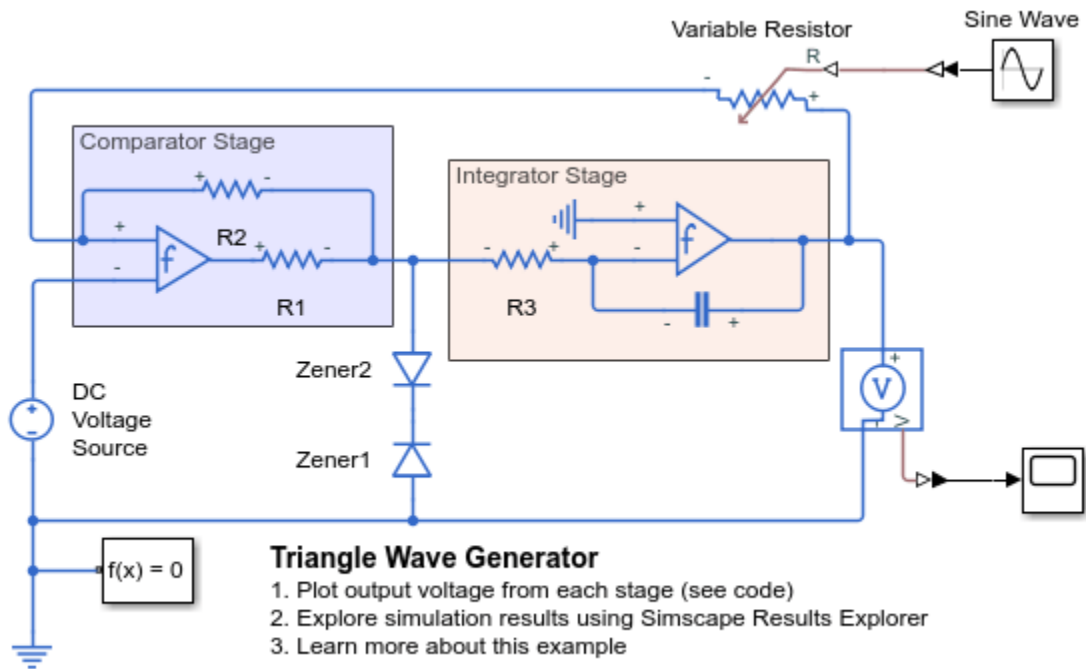 Sine Wave
Variable Resistor
R
-
+
Comparator Stage
+ -
+
-
f
R2
+ -
R1
Integrator Stage
+
-
f
- +
R3
- +
Zener2
Zener1
DC
Voltage
Source
+
-
+
V
-
V
f(x) = 0
Triangle Wave Generator
1. Plot output voltage from each stage (see code)
2. Explore simulation results using Simscape Results Explorer
3. Learn more about this example